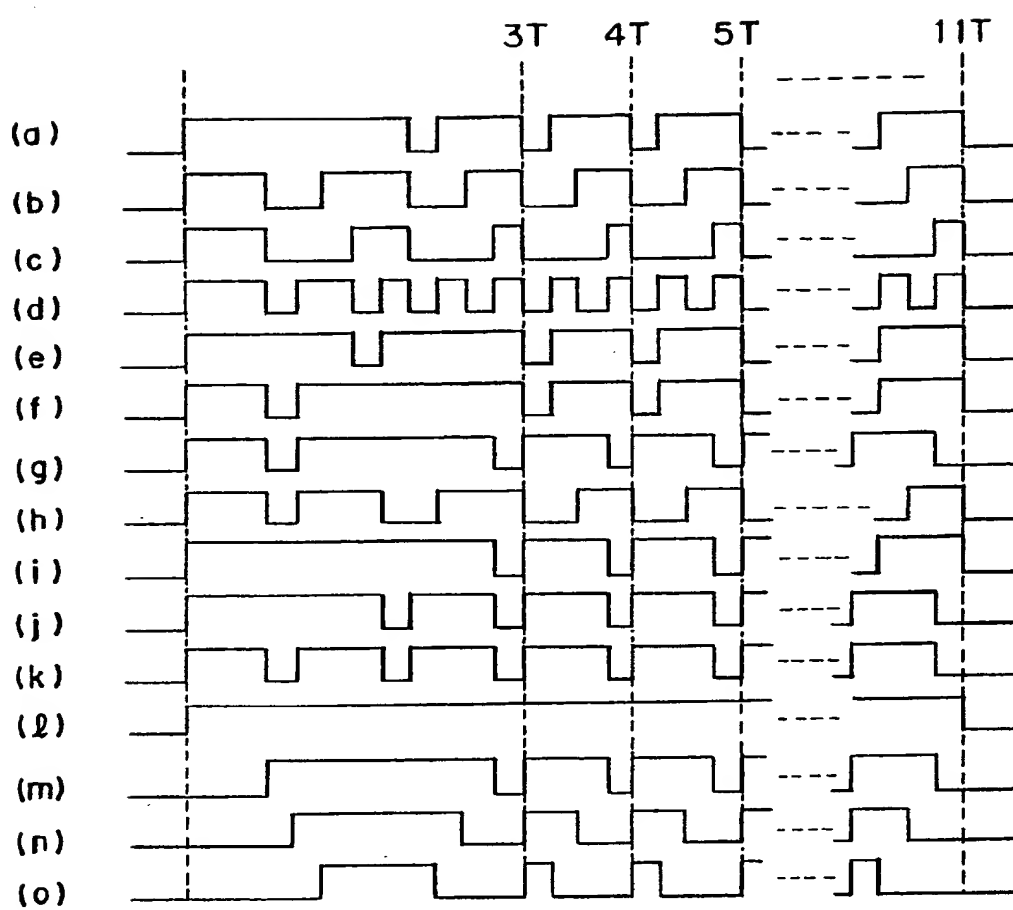 3T 4T 5T 11T
(a)
(b)
(c)
(d)
(e)
(f)
(g)
(h)
(i)
(j)
(k)
(ℓ)
(m)
(n)
(o)